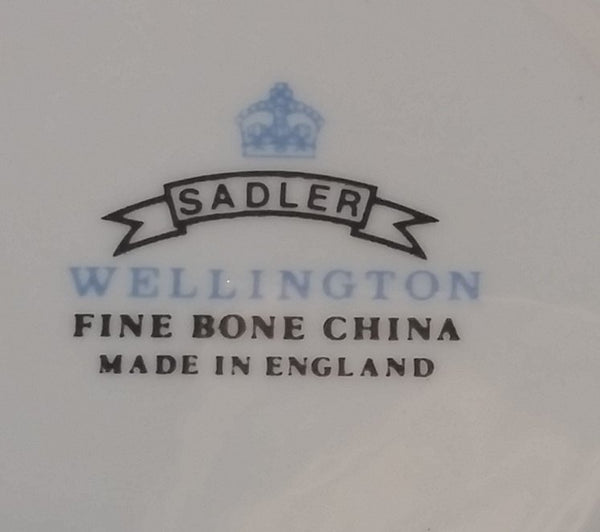 SADLER
WELLINGTON
FINE BONE CHINA
MADE IN ENGLAND